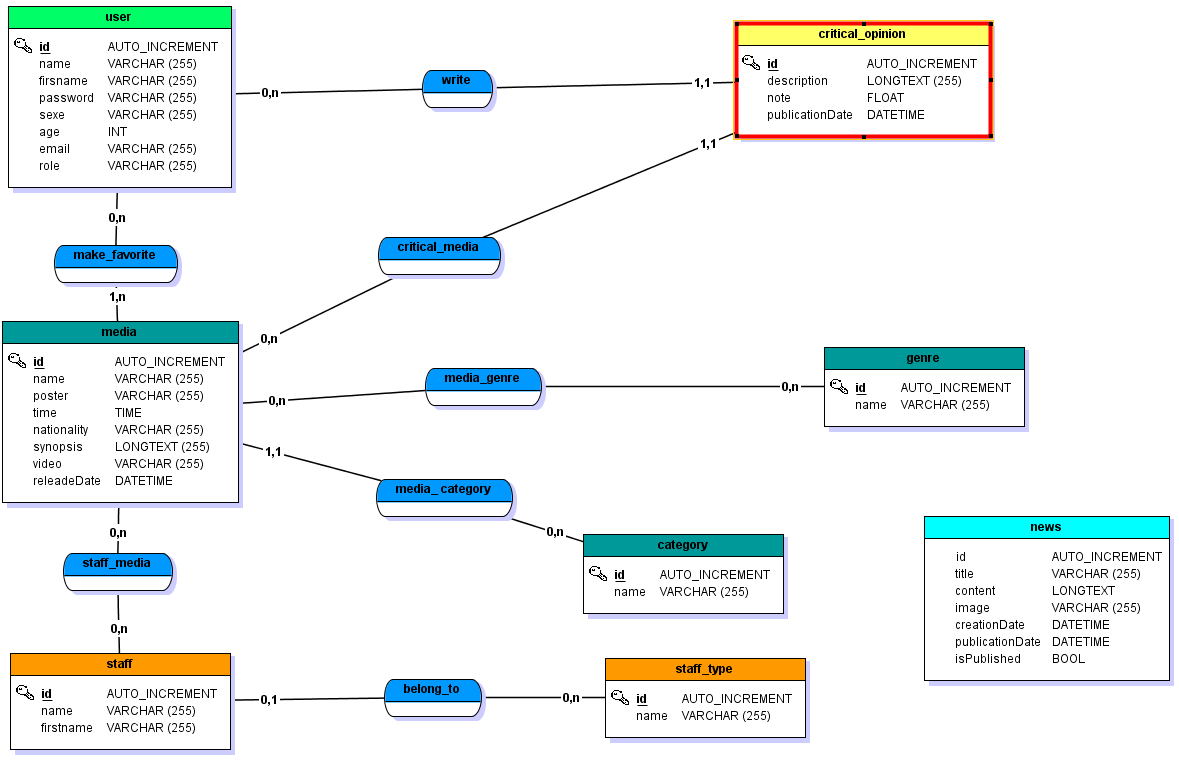 user
id AUTO_INCREMENT
name VARCHAR (255)
firsname VARCHAR (255)
password VARCHAR (255)
sexe VARCHAR (255)
age INT
email VARCHAR (255)
role VARCHAR (255)
0,n
write
1,1
critical_opinion
id AUTO_INCREMENT
description LONGTEXT (255)
note FLOAT
publicationDate DATETIME
1,1
0,n
make_favorite
1,n
critical_media
0,n
media
id AUTO_INCREMENT
name VARCHAR (255)
poster VARCHAR (255)
time TIME
nationality VARCHAR (255)
synopsis LONGTEXT (255)
video VARCHAR (255)
releadeDate DATETIME
0,n
media_genre
0,n
genre
id AUTO_INCREMENT
name VARCHAR (255)
1,1
media_ category
0,n
category
id AUTO_INCREMENT
name VARCHAR (255)
news
id AUTO_INCREMENT
title VARCHAR (255)
content LONGTEXT
image VARCHAR (255)
creationDate DATETIME
publicationDate DATETIME
isPublished BOOL
0,n
staff_media
0,n
staff
id AUTO_INCREMENT
name VARCHAR (255)
firstname VARCHAR (255)
0,1
belong_to
0,n
staff_type
id AUTO_INCREMENT
name VARCHAR (255)